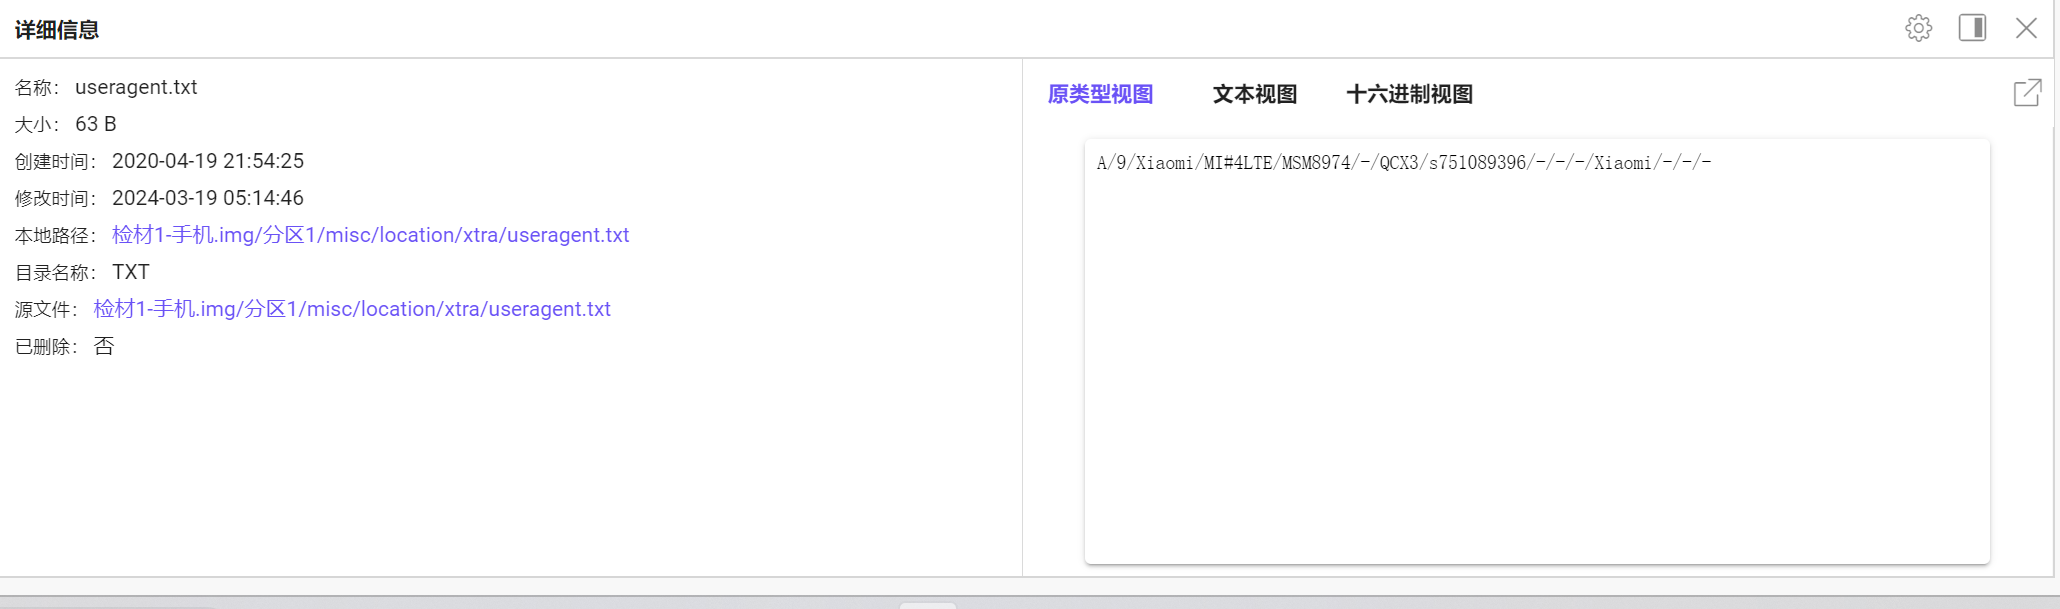 详细信息
名称： useragent.txt
大小： 63 B
创建时间： 2020-04-19 21:54:25
修改时间： 2024-03-19 05:14:46
本地路径： 检材1-手机.img/分区1/misc/location/xtra/useragent.txt
目录名称： TXT
源文件： 检材1-手机.img/分区1/misc/location/xtra/useragent.txt
已删除： 否
原类型视图 文本视图 十六进制视图
A/9/Xiaomi/MI#4LTE/MSM8974/-/QCX3/s751089396/-/-/-/Xiaomi/-/-/-